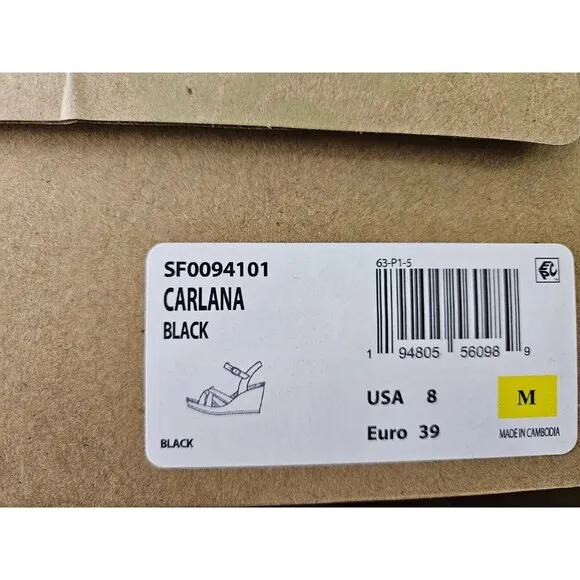 SF0094101
CARLANA
BLACK
BLACK
63-P1-5
1 94805 56098 9
USA 8 M
Euro 39
MADE IN CAMBODIA